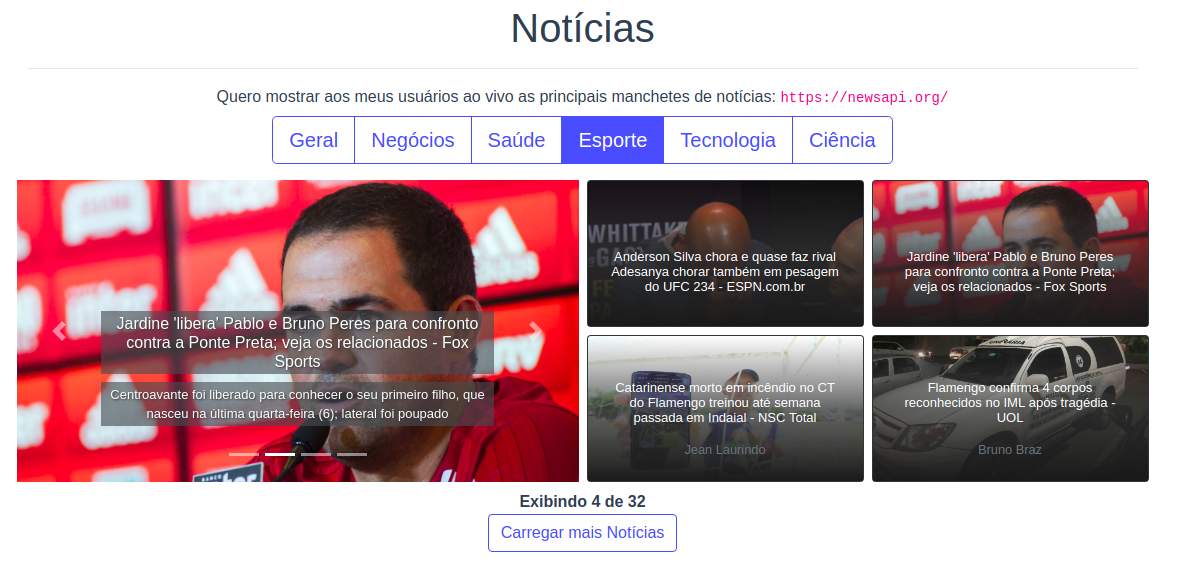 Notícias
Quero mostrar aos meus usuários ao vivo as principais manchetes de notícias: https://newsapi.org/
Geral
Negócios
Saúde
Esporte
Tecnologia
Ciência
Jardine 'libera' Pablo e Bruno Peres para confronto
contra a Ponte Preta; veja os relacionados - Fox
Sports
Centroavante foi liberado para conhecer o seu primeiro filho, que
nasceu na última quarta-feira (6); lateral foi poupado
WHITTAKE
Anderson Silva chora e quase faz rival
Adesanya chorar também em pesagem
do UFC 234 - ESPN.com.br
Jardine 'libera' Pablo e Bruno Peres
para confronto contra a Ponte Preta;
veja os relacionados - Fox Sports
Catarinense morto em incêndio no CT
do Flamengo treinou até semana
passada em Indaial - NSC Total
Jean Laurindo
Flamengo confirma 4 corpos
reconhecidos no IML após tragédia -
UOL
Bruno Braz
Exibindo 4 de 32
Carregar mais Notícias